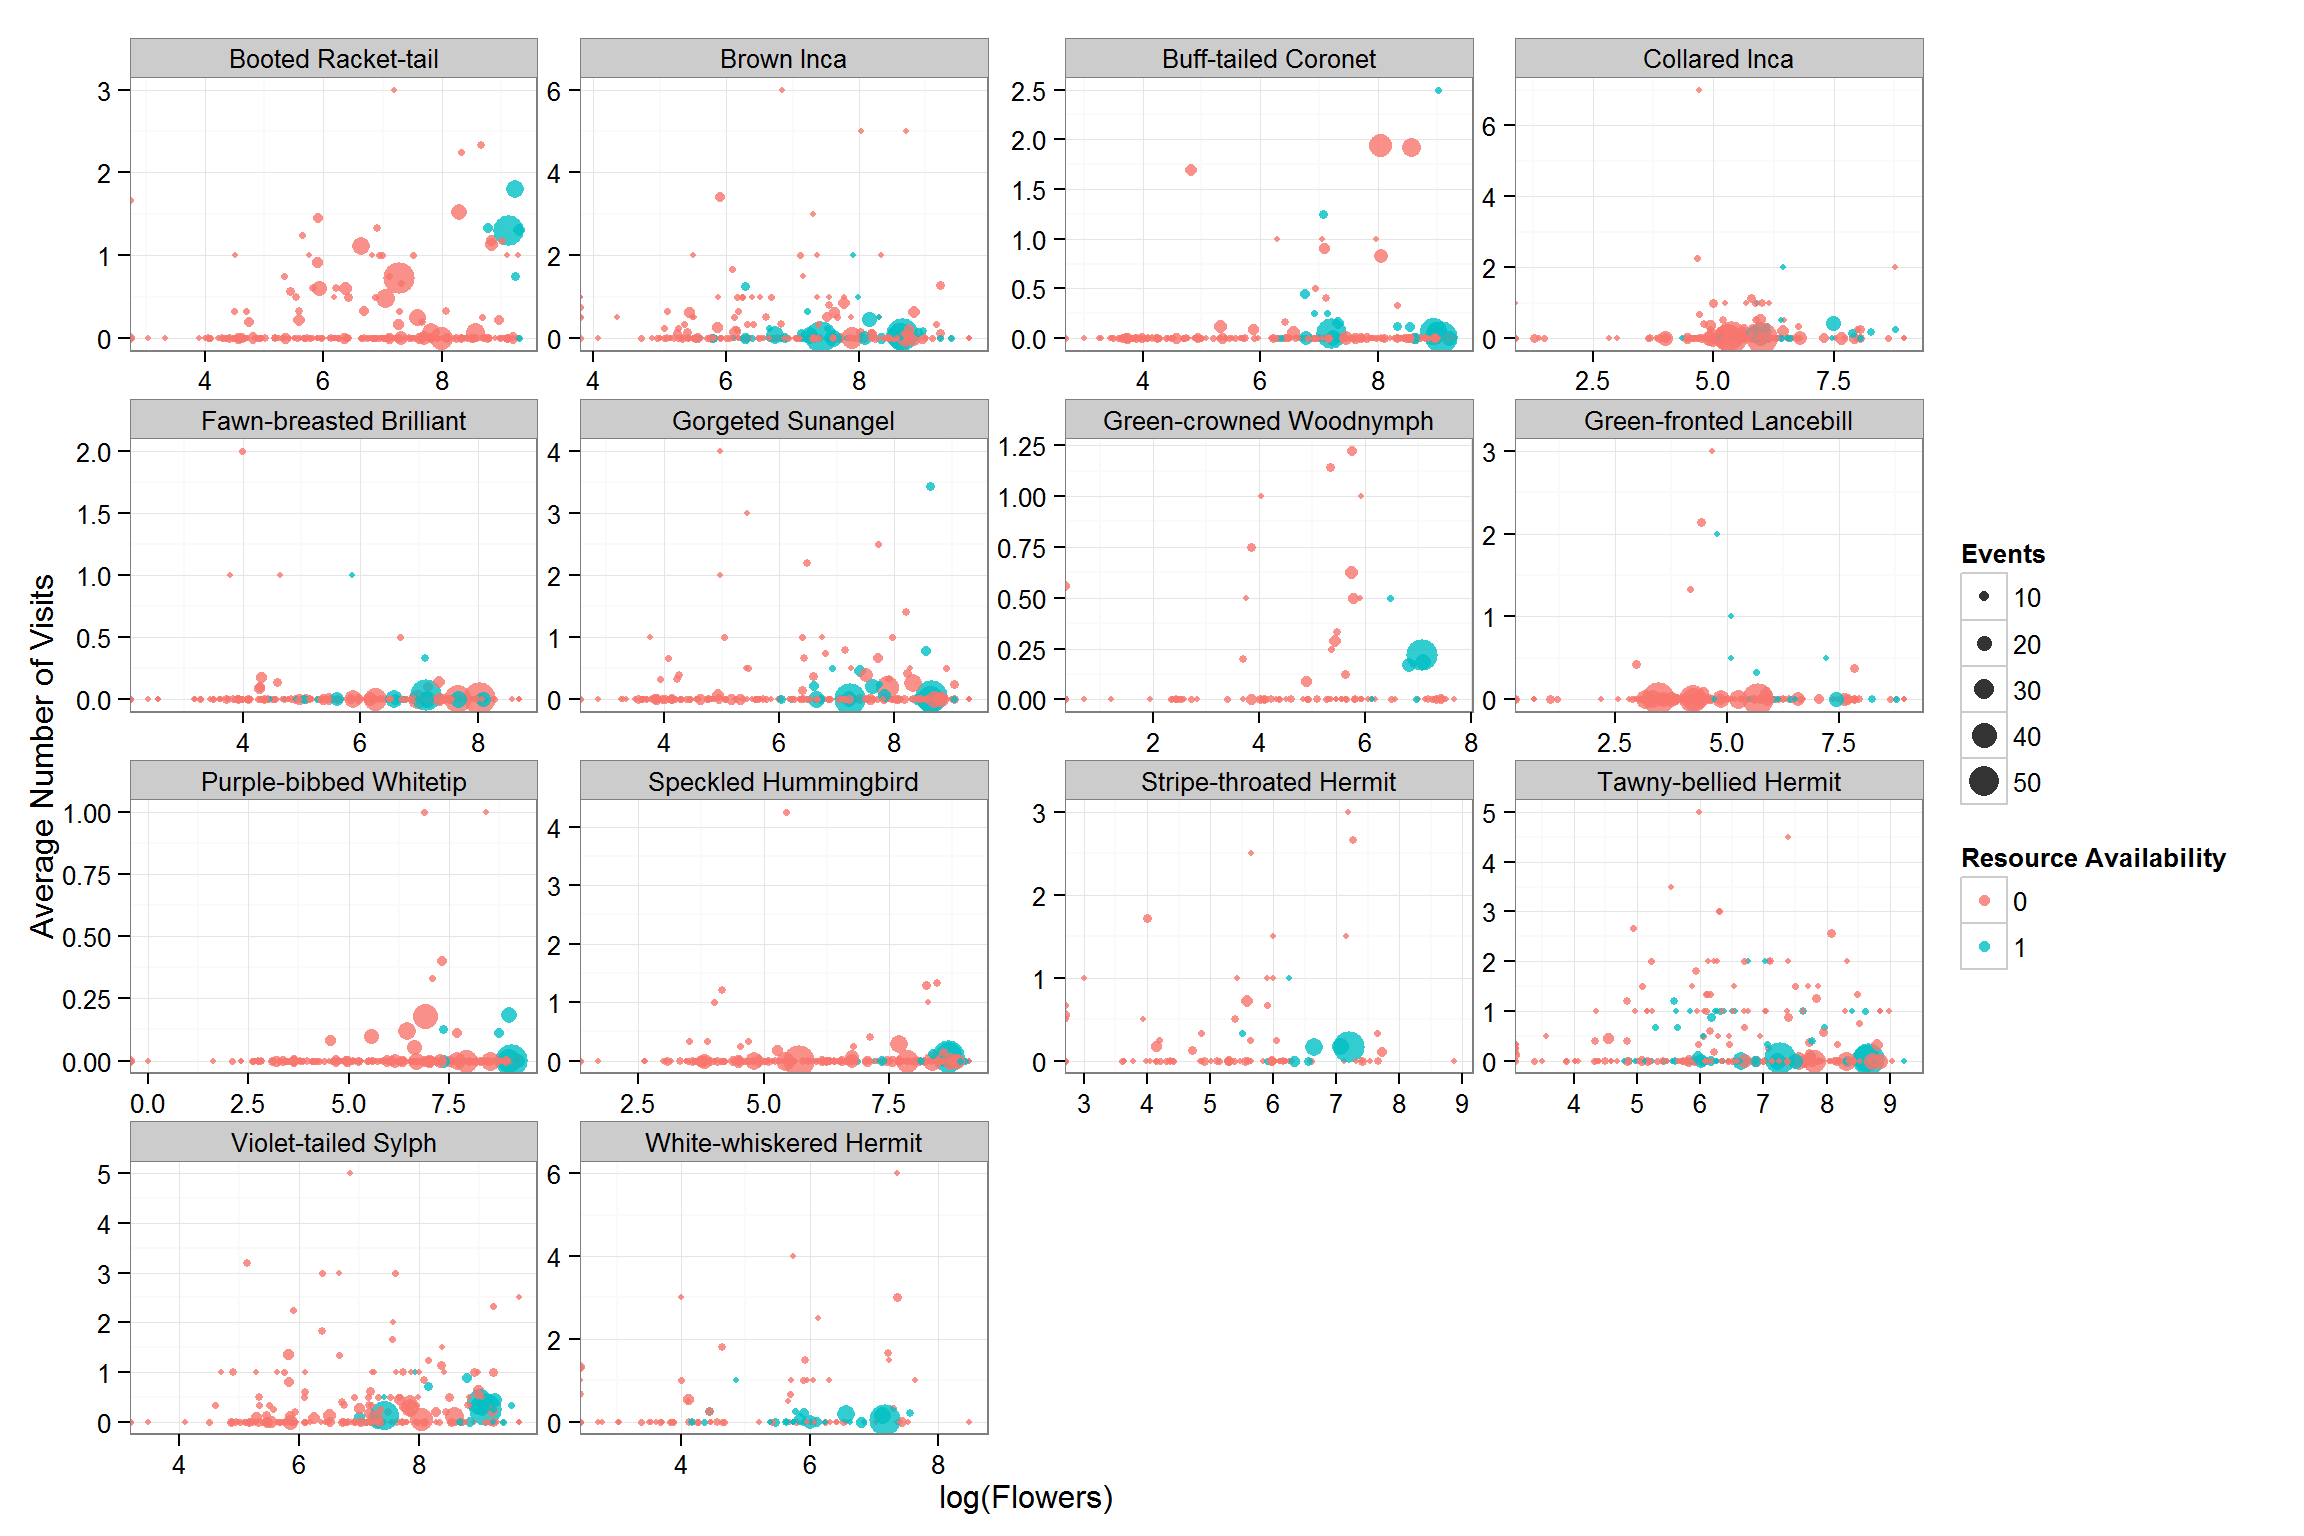 Booted Racket-tail Brown Inca Buff-tailed Coronet Collared Inca
3 2 1 0
6 4 2 0
2.5 2.0 1.5 1.0 0.5 0.0
6 4 2 0
4 6 8 4 6 8 4 6 8 2.5 5.0 7.5
Fawn-breasted Brilliant Gorgeted Sunangel Green-crowned Woodnymph Green-fronted Lancebill
2.0 1.5 1.0 0.5 0.0
4 3 2 1 0
1.25 1.00 0.75 0.50 0.25 0.00
3 2 1 0
4 6 8 4 6 8 2 4 6 8 2.5 5.0 7.5
Purple-bibbed Whitetip Speckled Hummingbird Stripe-throated Hermit Tawny-bellied Hermit
1.00 0.75 0.50 0.25 0.00
4 3 2 1 0
3 2 1 0
5 4 3 2 1 0
0.0 2.5 5.0 7.5 2.5 5.0 7.5 3 4 5 6 7 8 9 4 5 6 7 8 9
Violet-tailed Sylph White-whiskered Hermit
5 4 3 2 1 0
6 4 2 0
4 6 8 4 6 8
Average Number of Visits
log(Flowers)
Events
10
20
30
40
50
Resource Availability
0
1